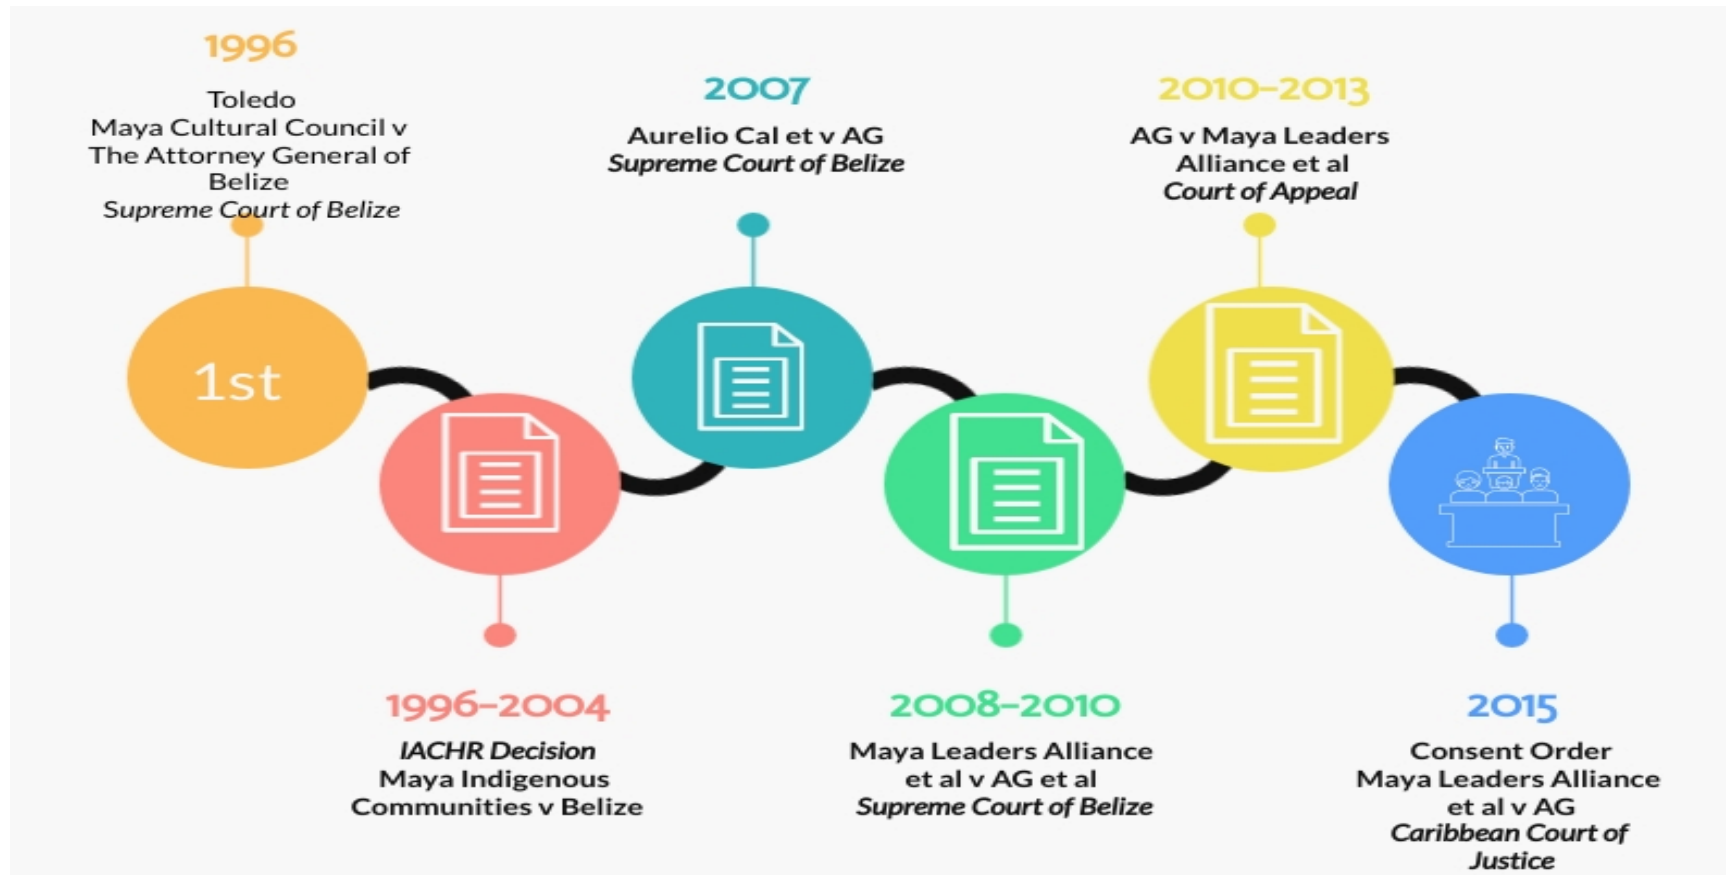 1996
Toledo
Maya Cultural Council v
The Attorney General of
Belize
Supreme Court of Belize
1st
1996–2004
IACHR Decision
Maya Indigenous
Communities v Belize
2007
Aurelio Cal et v AG
Supreme Court of Belize
2008–2010
Maya Leaders Alliance
et al v AG et al
Supreme Court of Belize
2010–2013
AG v Maya Leaders
Alliance et al
Court of Appeal
2015
Consent Order
Maya Leaders Alliance
et al v AG
Caribbean Court of
Justice